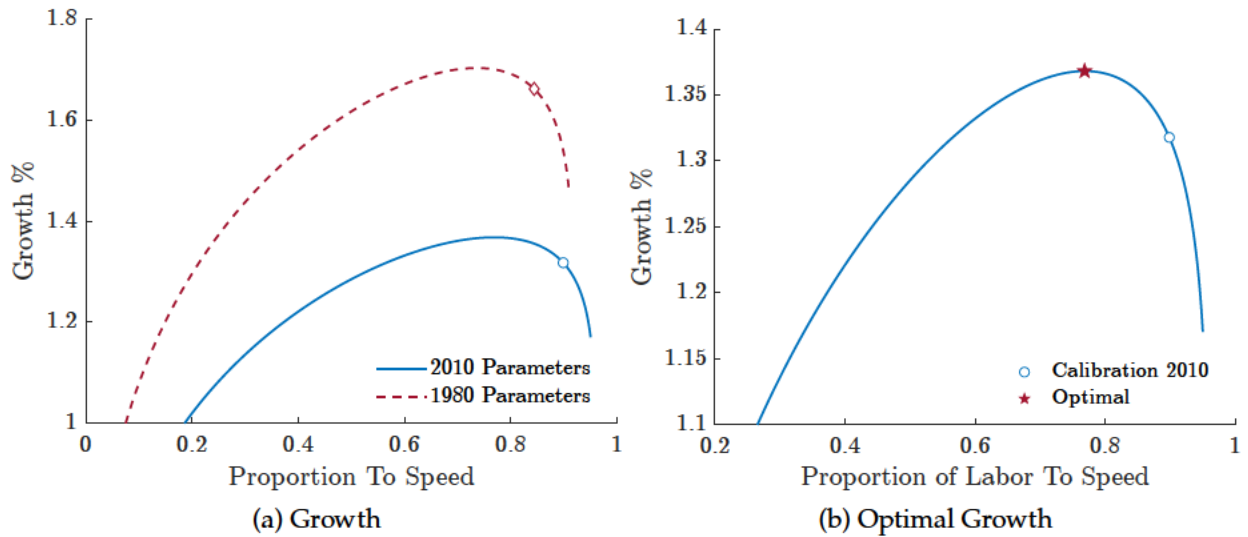 1.8
1.6
1.4
1.2
1
Growth %
0
0.2
0.4
0.6
0.8
1
Proportion To Speed
2010 Parameters
1980 Parameters
(a) Growth
1.4
1.35
1.3
1.25
1.2
1.15
1.1
Growth %
0.2
0.4
0.6
0.8
1
Proportion of Labor To Speed
Calibration 2010
Optimal
(b) Optimal Growth